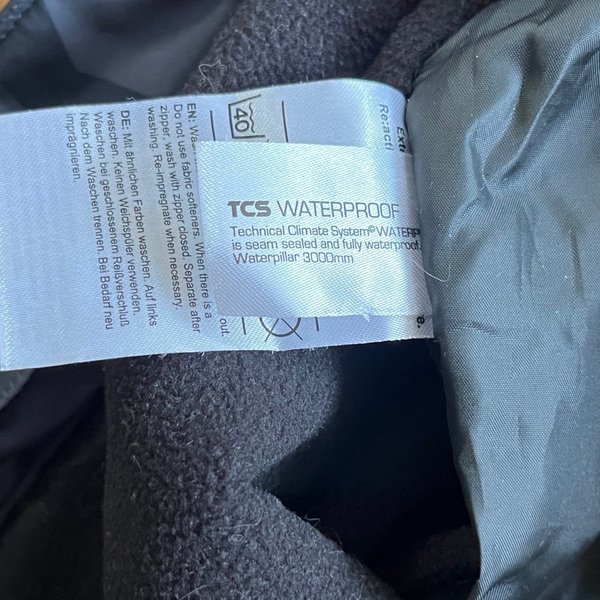 TCS WATERPROOF
Technical Climate System®
is seam sealed and fully waterproof.
Waterpillar 3000mm
40
EN:
Do not use fabric softeners. When there is a
zipper, wash with zipper closed. Separate after
washing. Re-impregnate when necessary.
DE: Mit ähnlichen Farben waschen. Auf links
waschen. Keinen Weichspüler verwenden.
Waschen bei geschlossenem Reißverschluß
Nach dem Waschen trennen. Bei Bedarf neu
imprägnieren.
out.
e.